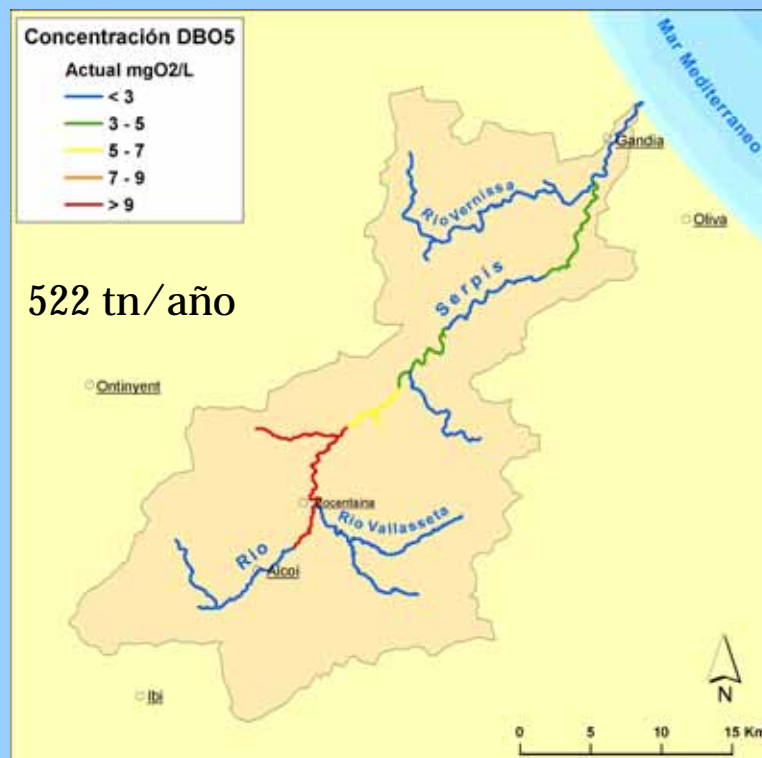 Concentración DBO5
Actual mgO2/L
< 3
3 - 5
5 - 7
7 - 9
> 9
Mar Mediterraneo
Gandia
Rio Vernissa
Oliva
Serpis
522 tn/año
Ontinyent
Cocentaina
Rio Vallasseta
Rio
Alcoi
Ibi
N
0 5 10 15 Km